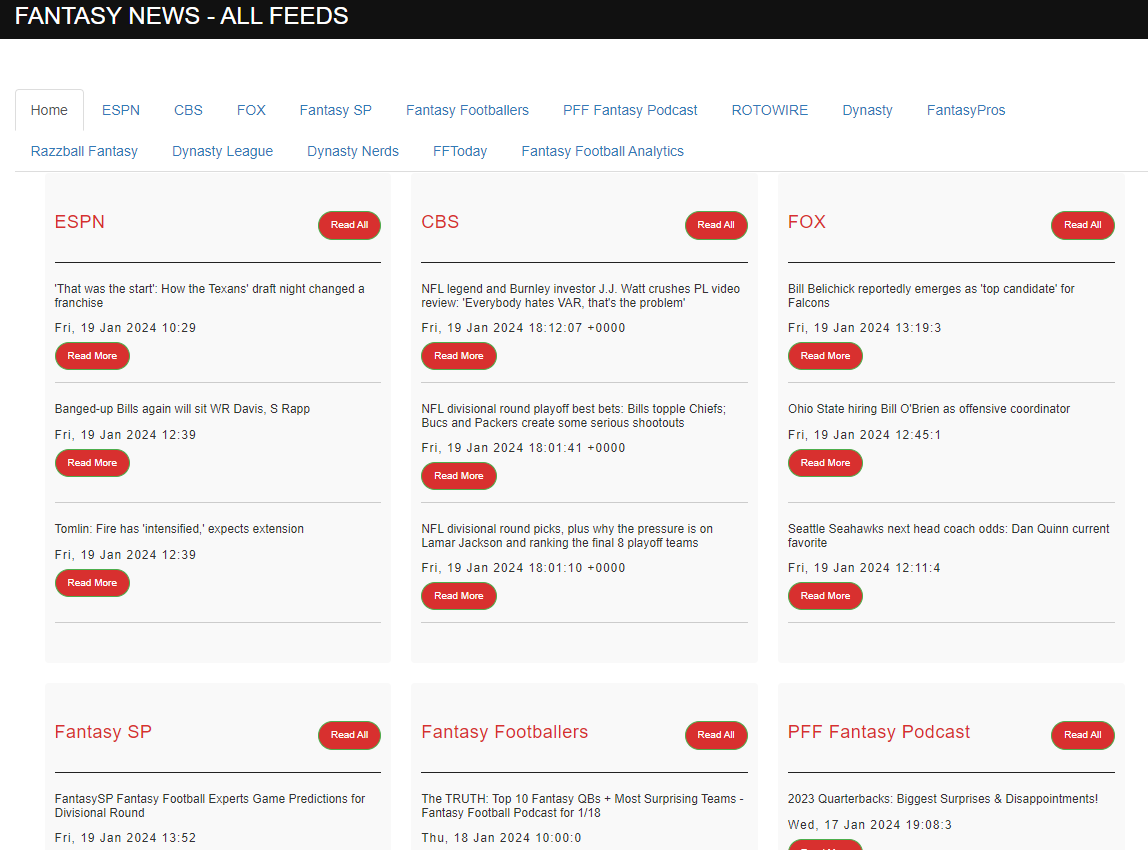 FANTASY NEWS - ALL FEEDS
Home ESPN CBS FOX Fantasy SP Fantasy Footballers PFF Fantasy Podcast ROTOWIRE Dynasty FantasyPros
Razzball Fantasy Dynasty League Dynasty Nerds FFToday Fantasy Football Analytics
ESPN
Read All
'That was the start': How the Texans' draft night changed a
franchise
Fri, 19 Jan 2024 10:29
Read More
Banged-up Bills again will sit WR Davis, S Rapp
Fri, 19 Jan 2024 12:39
Read More
Tomlin: Fire has 'intensified,' expects extension
Fri, 19 Jan 2024 12:39
Read More
CBS
Read All
NFL legend and Burnley investor J.J. Watt crushes PL video
review: 'Everybody hates VAR, that's the problem'
Fri, 19 Jan 2024 18:12:07 +0000
Read More
NFL divisional round playoff best bets: Bills topple Chiefs;
Bucs and Packers create some serious shootouts
Fri, 19 Jan 2024 18:01:41 +0000
Read More
NFL divisional round picks, plus why the pressure is on
Lamar Jackson and ranking the final 8 playoff teams
Fri, 19 Jan 2024 18:01:10 +0000
Read More
FOX
Read All
Bill Belichick reportedly emerges as 'top candidate' for
Falcons
Fri, 19 Jan 2024 13:19:3
Read More
Ohio State hiring Bill O'Brien as offensive coordinator
Fri, 19 Jan 2024 12:45:1
Read More
Seattle Seahawks next head coach odds: Dan Quinn current
favorite
Fri, 19 Jan 2024 12:11:4
Read More
Fantasy SP
Read All
FantasySP Fantasy Football Experts Game Predictions for
Divisional Round
Fri, 19 Jan 2024 13:52
Fantasy Footballers
Read All
The TRUTH: Top 10 Fantasy QBs + Most Surprising Teams -
Fantasy Football Podcast for 1/18
Thu, 18 Jan 2024 10:00:0
PFF Fantasy Podcast
Read All
2023 Quarterbacks: Biggest Surprises & Disappointments!
Wed, 17 Jan 2024 19:08:3